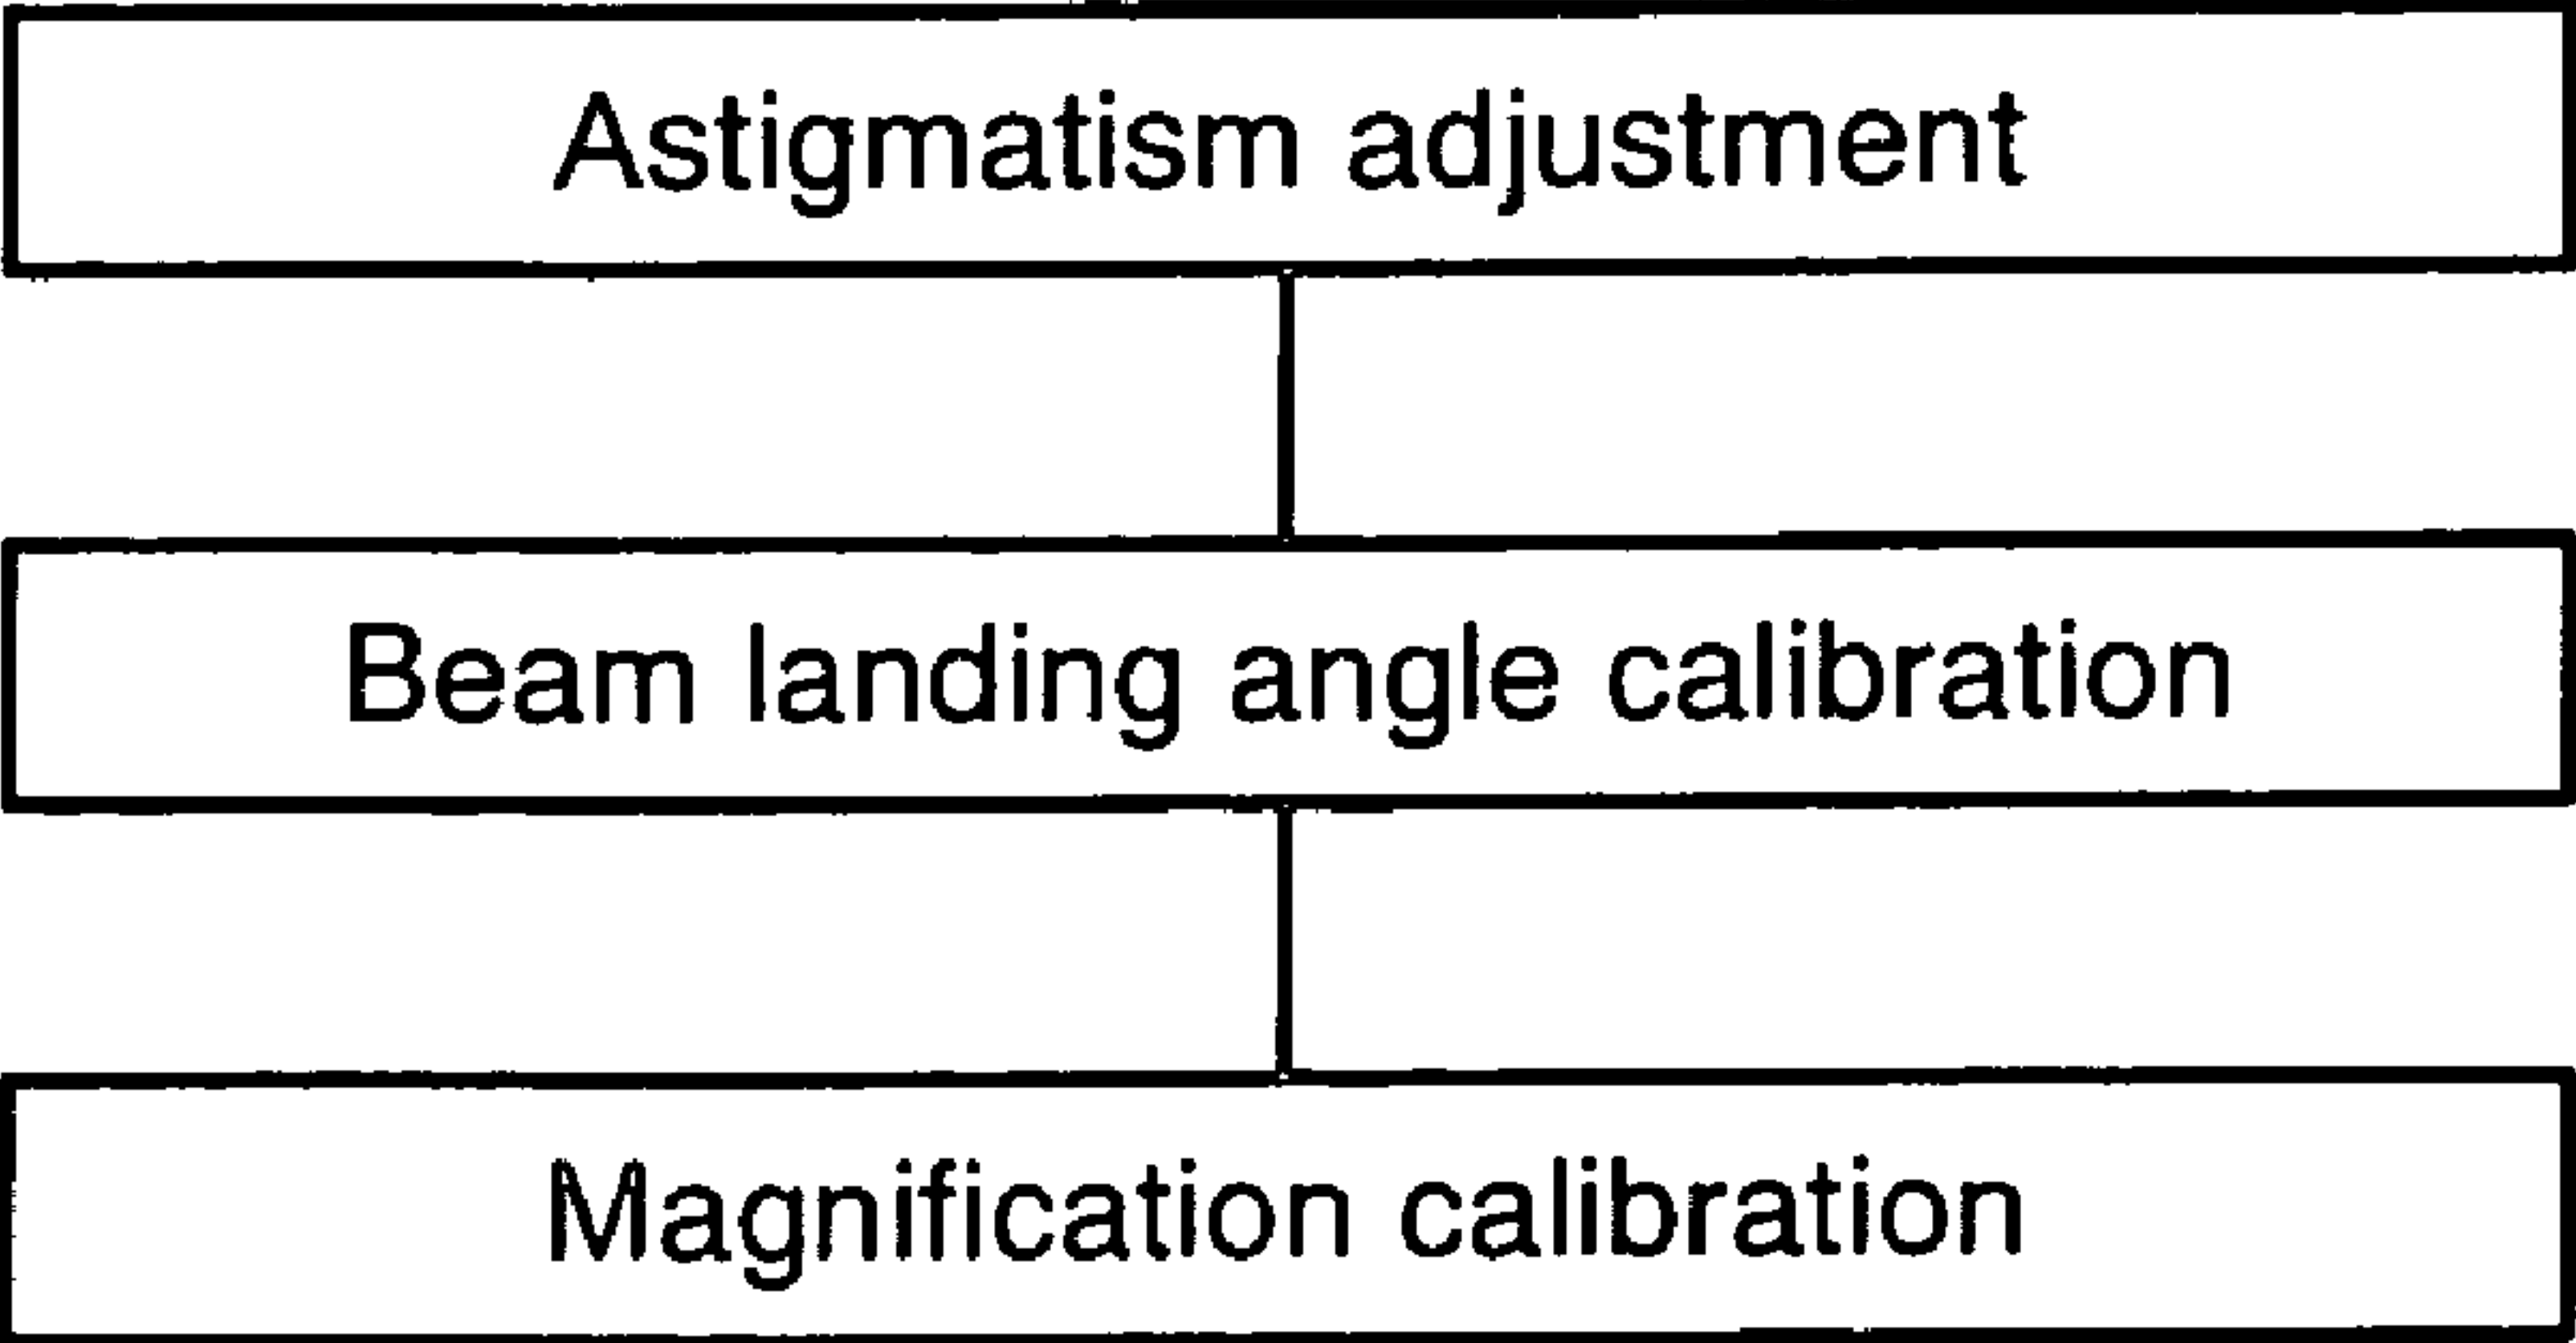 Astigmatism adjustment
Beam landing angle calibration
Magnification calibration